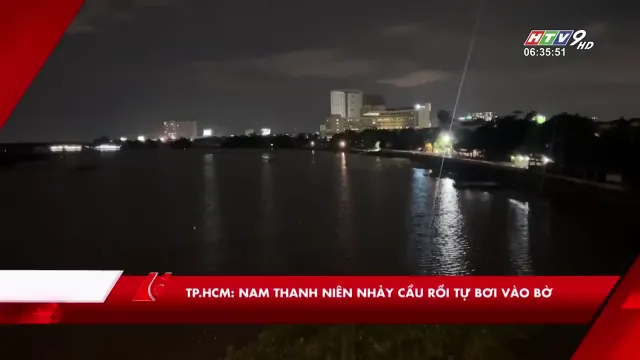 HTV9 HD
06:35:51
TP.HCM: NAM THANH NIÊN NHẢY CẦU RỒI TỰ BƠI VÀO BỜ